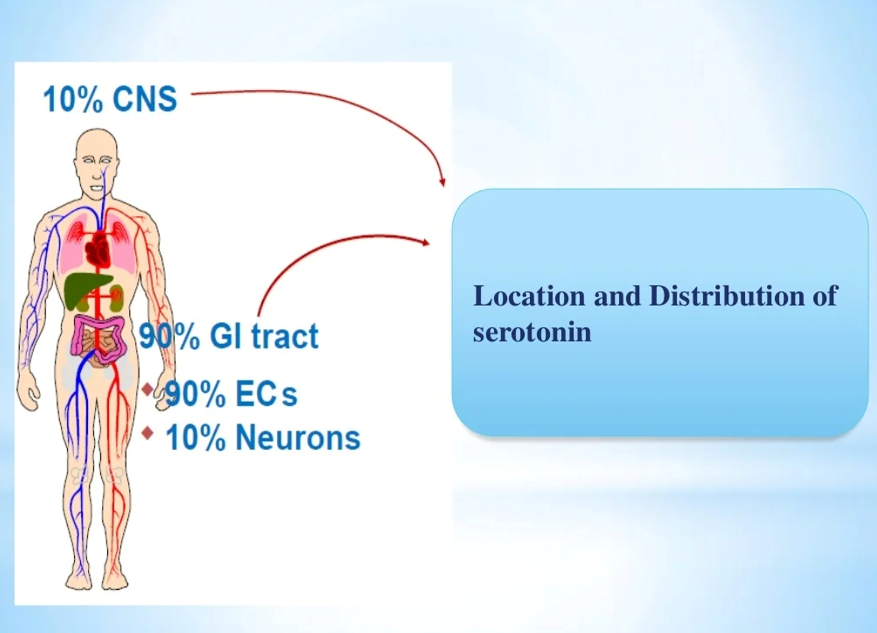 10% CNS
90% GI tract
90% ECs
10% Neurons
Location and Distribution of
serotonin